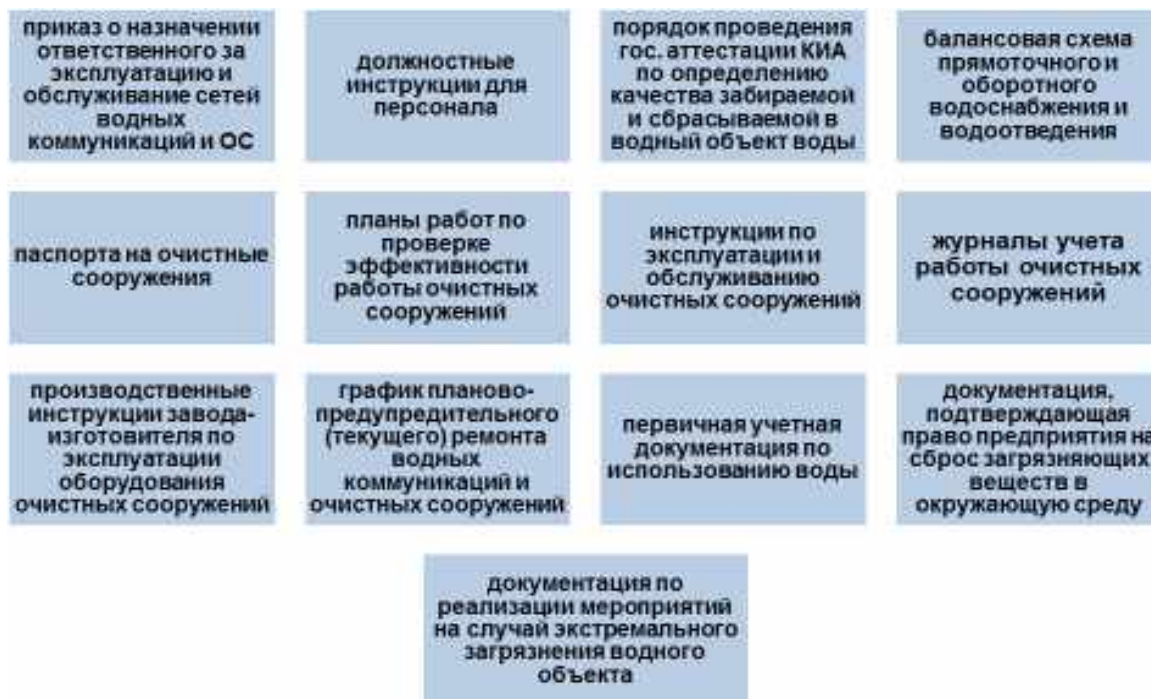 приказ о назначении
ответственного за
эксплуатацию и
обслуживание сетей
водных
коммуникаций и ОС
должностные
инструкции для
персонала
порядок проведения
гос. аттестации КИА
по определению
качества забираемой
и сбрасываемой в
водный объект воды
балансовая схема
прямоточного и
оборотного
водоснабжения и
водоотведения
паспорта на очистные
сооружения
планы работ по
проверке
эффективности
работы очистных
сооружений
инструкции по
эксплуатации и
обслуживанию
очистных сооружений
журналы учета
работы очистных
сооружений
производственные
инструкции завода-
изготовителя по
эксплуатации
оборудования
очистных сооружений
график планово-
предупредительного
(текущего) ремонта
водных
коммуникаций и
очистных сооружений
первичная учетная
документация по
использованию воды
документация,
подтверждающая
право предприятия на
сброс загрязняющих
веществ в
окружающую среду
документация по
реализации мероприятий
на случай экстремального
загрязнения водного
объекта